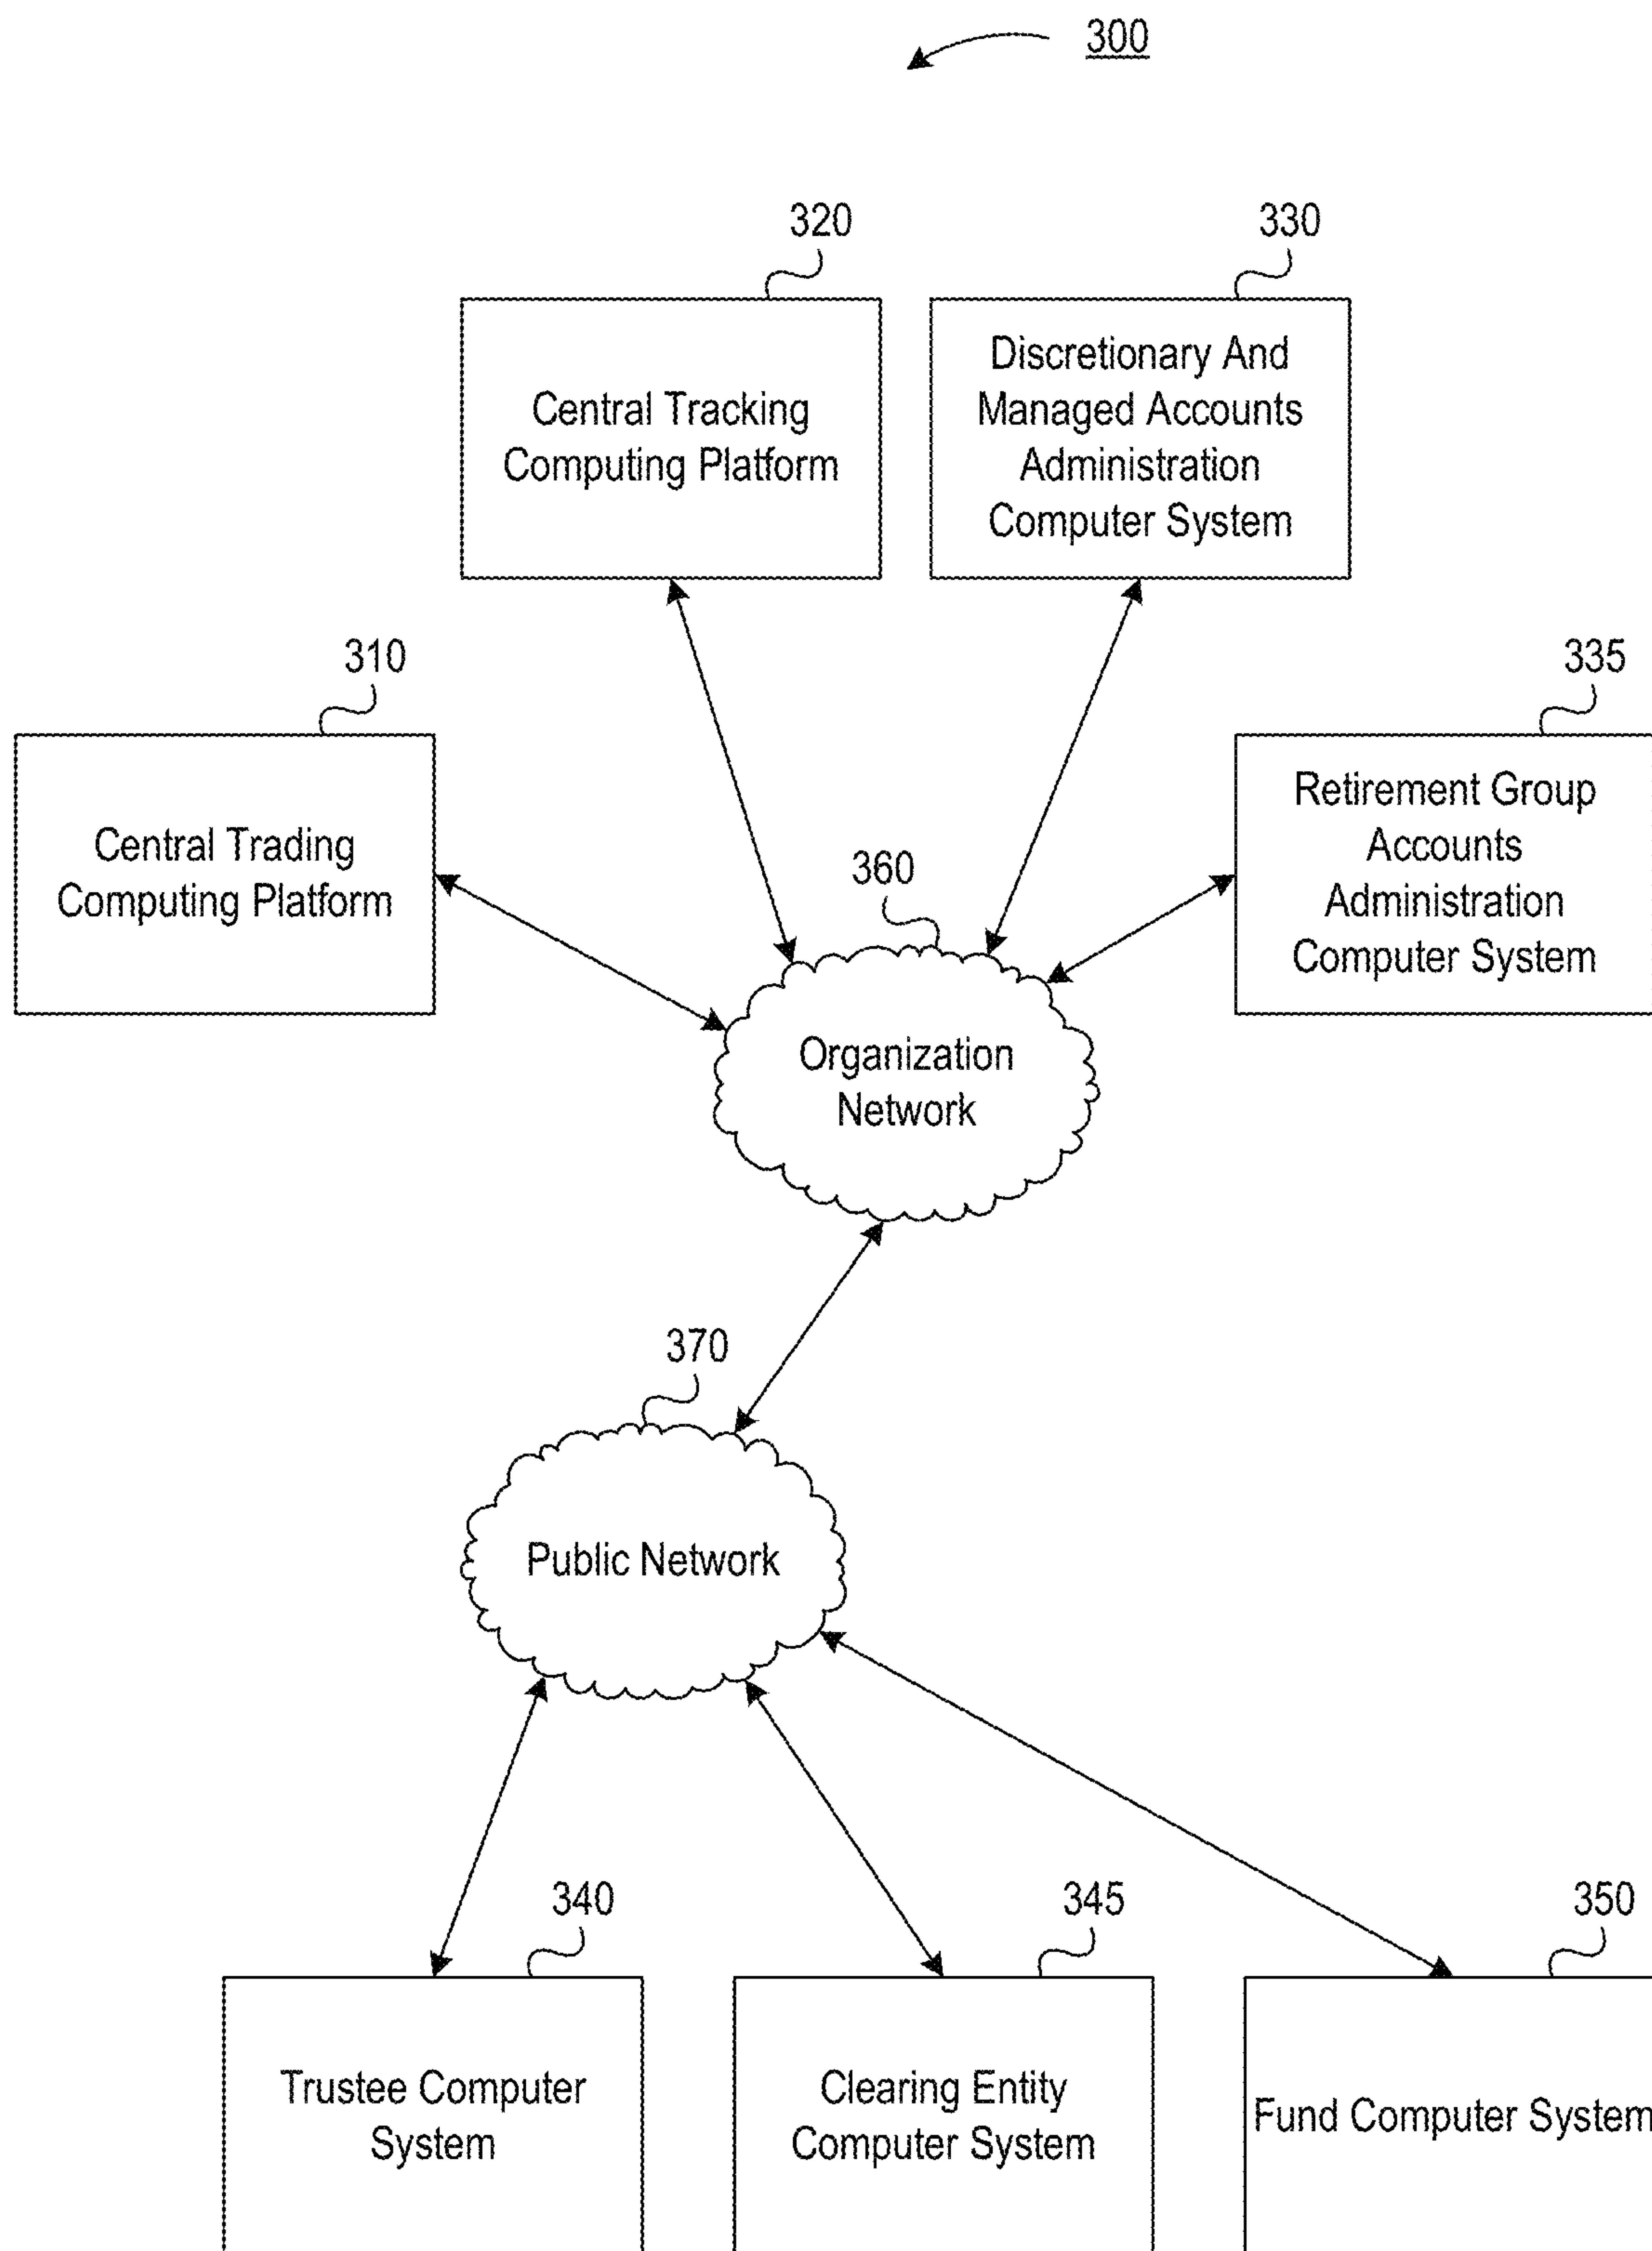 300
320
330
Central Tracking
Computing Platform
Discretionary And
Managed Accounts
Administration
Computer System
310
335
Central Trading
Computing Platform
Retirement Group
Accounts
Administration
Computer System
360
Organization
Network
370
Public Network
340
345
350
Trustee Computer
System
Clearing Entity
Computer System
Fund Computer System